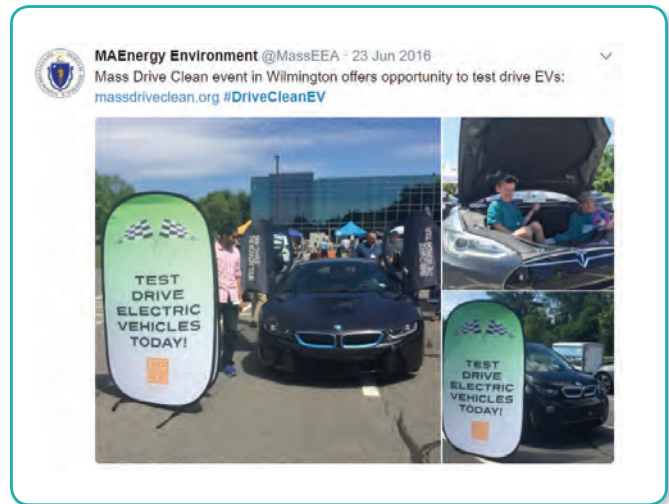 MAEnergy Environment @MassEEA · 23 Jun 2016
Mass Drive Clean event in Wilmington offers opportunity to test drive EVs:
massdriveclean.org #DriveCleanEV
TEST
DRIVE
ELECTRIC
VEHICLES
TODAY!
TEST
DRIVE
ELECTRIC
VEHICLES
TODAY!